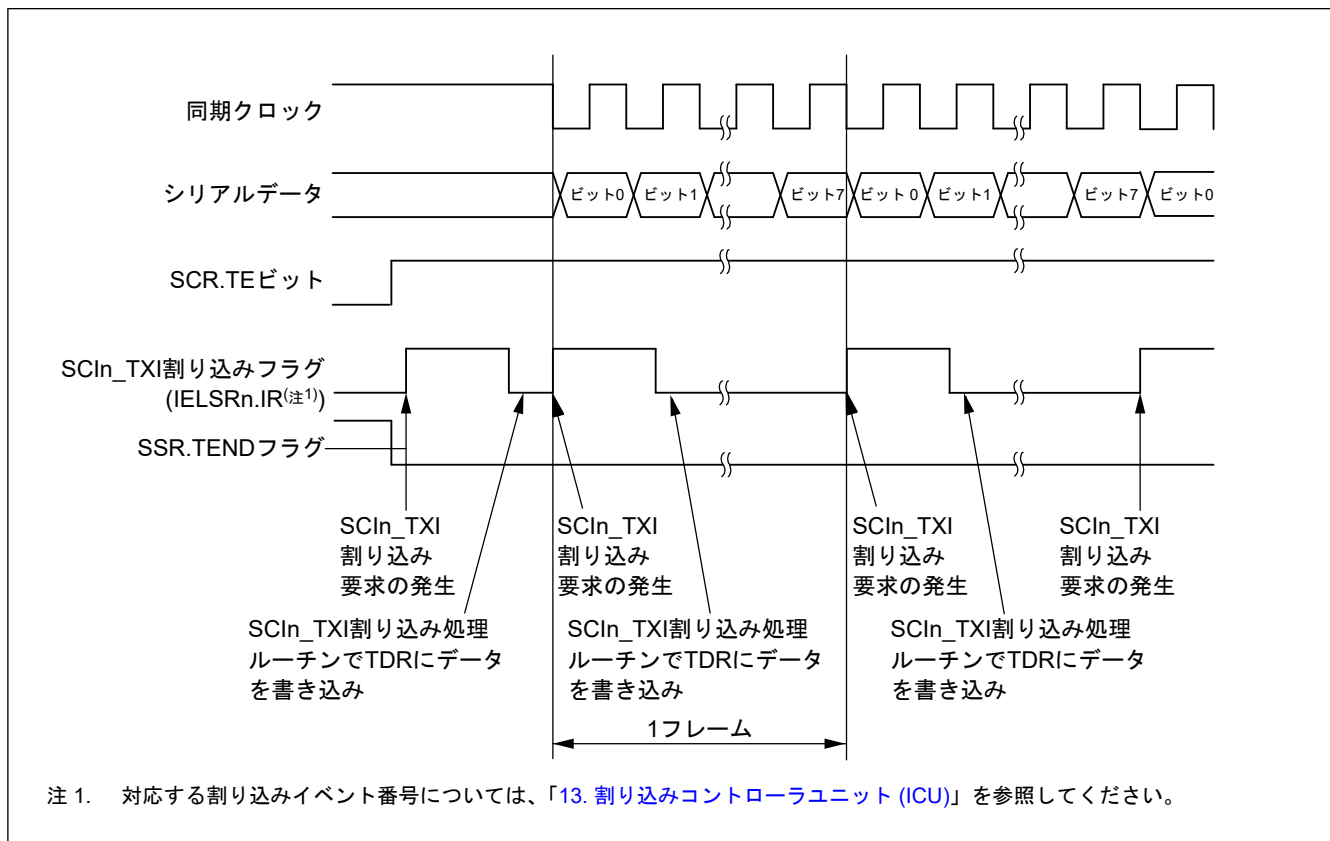 同期クロック
シリアルデータ
ビット0 ビット1 ビット7 ビット 0 ビット1 ビット7 ビット0
SCR.TEビット
SCIn_TXI割り込みフラグ
(IELSRn.IR(注1))
SSR.TENDフラグ
SCIn_TXI
割り込み
要求の発生
SCIn_TXI
割り込み
要求の発生
SCIn_TXI
割り込み
要求の発生
SCIn_TXI
割り込み
要求の発生
SCIn_TXI割り込み処理
ルーチンでTDRにデータ
を書き込み
SCIn_TXI割り込み処理
ルーチンでTDRにデータ
を書き込み
SCIn_TXI割り込み処理
ルーチンでTDRにデータ
を書き込み
1フレーム
注 1. 対応する割り込みイベント番号については、「13. 割り込みコントローラユニット (ICU)」を参照してください。